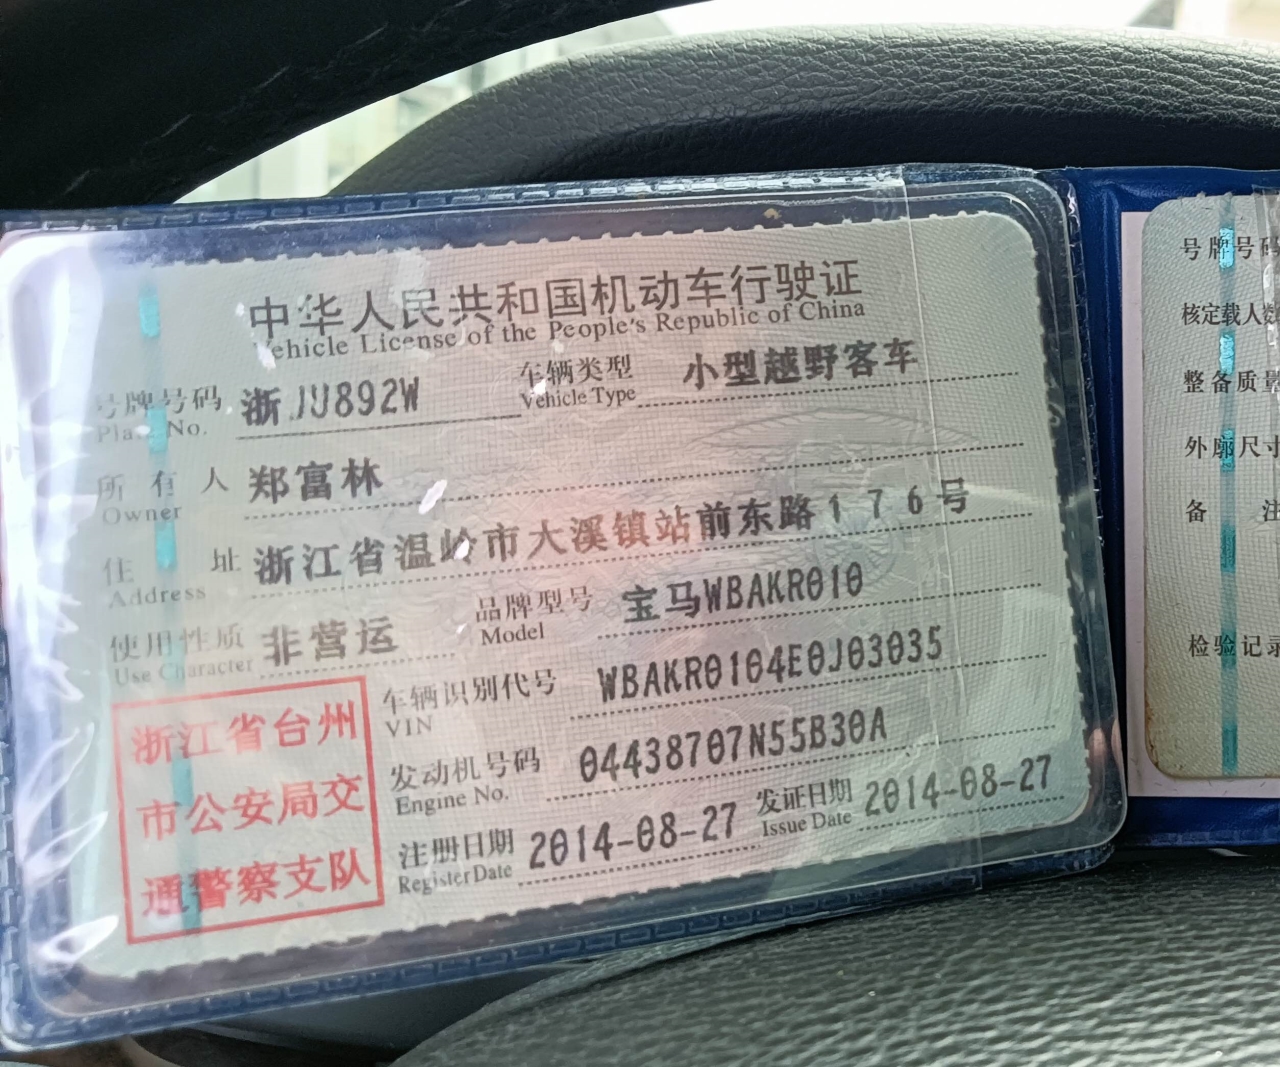 中华人民共和国机动车行驶证
Vehicle License of the People's Republic of China
号牌号码 浙JU892W 车辆类型 小型越野客车
Plate No. Vehicle Type
所有人 郑富林
Owner
住址 浙江省温岭市大溪镇站前东路176号
Address
使用性质 非营运 品牌型号 宝马WBAKR010
Use Character Model
车辆识别代号 WBAKR0104E0J03035
VIN
发动机号码 04438707N55B30A
Engine No.
注册日期 2014-08-27 发证日期 2014-08-27
Register Date Issue Date
浙江省台州
市公安局交
通警察支队
号牌号码
核定载人数
整备质量
外廓尺寸
备注
检验记录